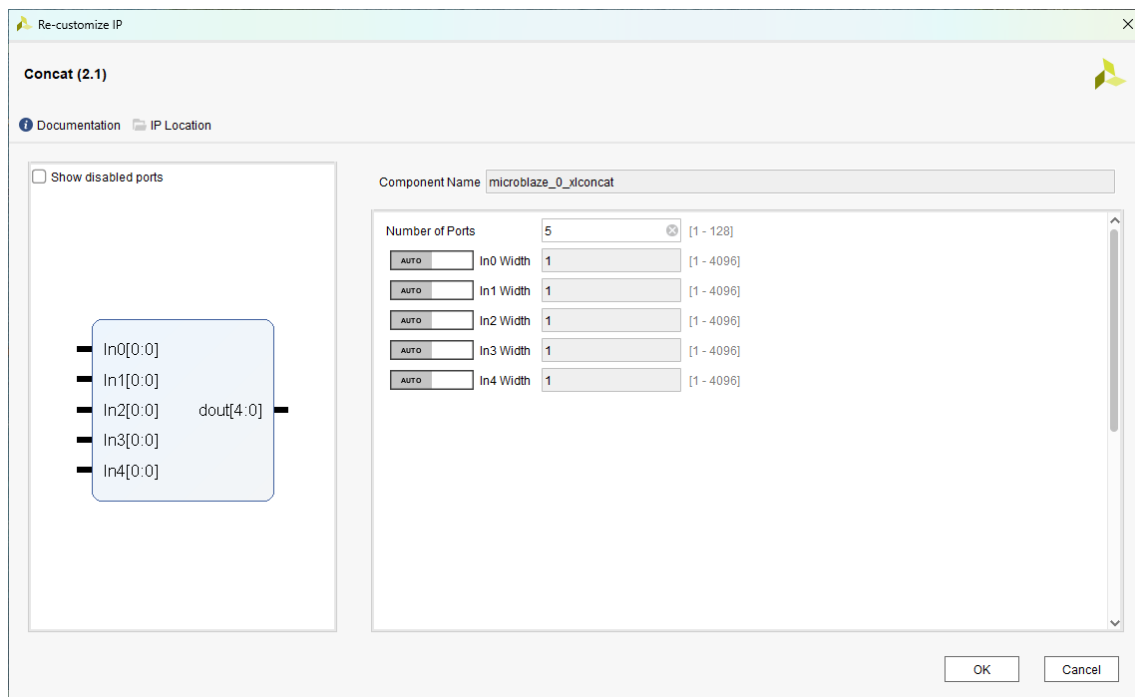 Re-customize IP
Concat (2.1)
Documentation IP Location
Show disabled ports
In0[0:0]
In1[0:0]
In2[0:0] dout[4:0]
In3[0:0]
In4[0:0]
Component Name microblaze_0_xlconcat
Number of Ports 5 [1 - 128]
AUTO In0 Width 1 [1 - 4096]
AUTO In1 Width 1 [1 - 4096]
AUTO In2 Width 1 [1 - 4096]
AUTO In3 Width 1 [1 - 4096]
AUTO In4 Width 1 [1 - 4096]
OK Cancel